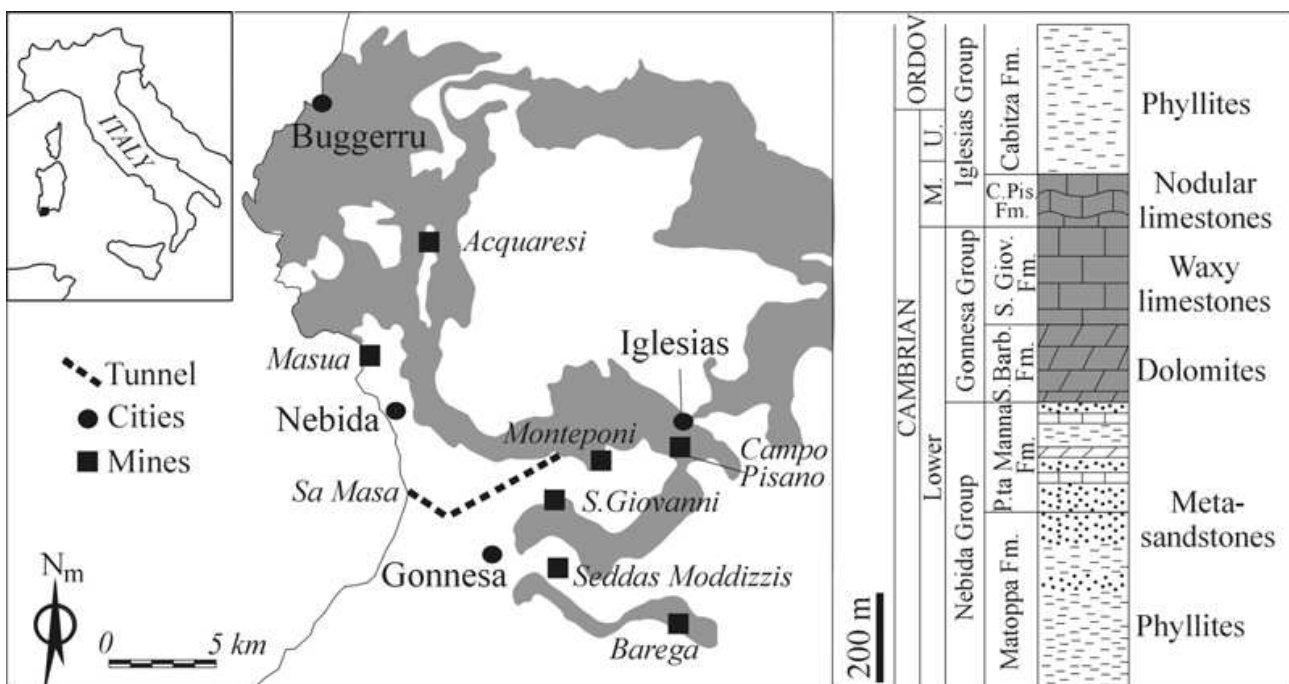 ITALY
Buggerru
Acquaresi
Iglesias
Masua
Tunnel
Cities
Mines
Nebida
Monteponi
Campo
Pisano
Sa Masa
S.Giovanni
Gonnesa
Seddas Moddizzis
Barega
Nm
0 5 km
ORDOV
CAMBRIAN
U.
M.
Lower
Iglesias Group
Gonnesa Group
Nebida Group
Cabitza Fm.
C.Pis.
Fm.
S. Giov.
Fm.
S.Barb.
Fm.
P.ta Manna
Fm.
Matoppa Fm.
Phyllites
Nodular
limestones
Waxy
limestones
Dolomites
Meta-
sandstones
Phyllites
200 m